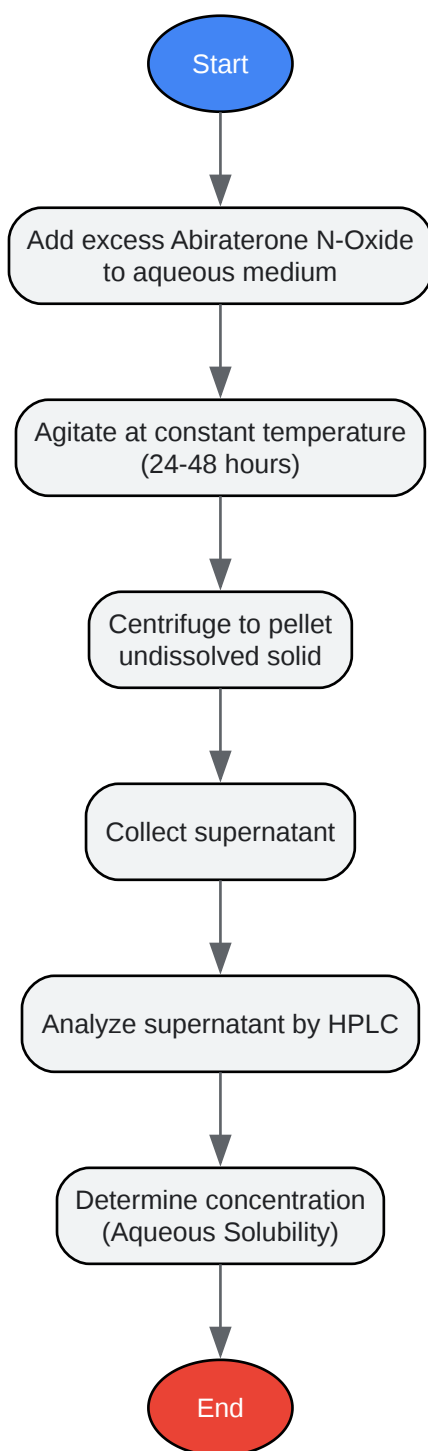 Start
Add excess Abiraterone N-Oxide
to aqueous medium
Agitate at constant temperature
(24-48 hours)
Centrifuge to pellet
undissolved solid
Collect supernatant
Analyze supernatant by HPLC
Determine concentration
(Aqueous Solubility)
End